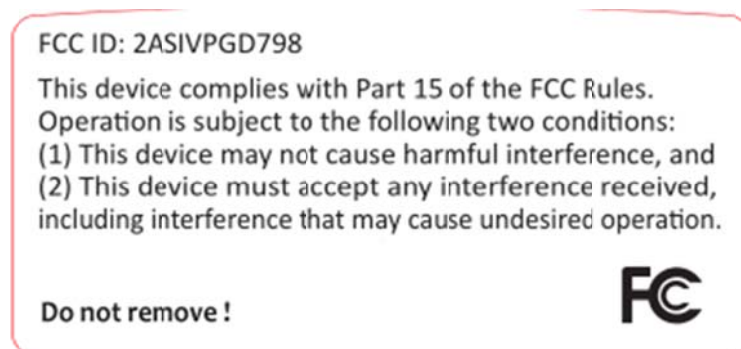 FCC ID: 2ASIVPGD798
This device complies with Part 15 of the FCC Rules.
Operation is subject to the following two conditions:
(1) This device may not cause harmful interference, and
(2) This device must accept any interference received,
including interference that may cause undesired operation.
FC
Do not remove !